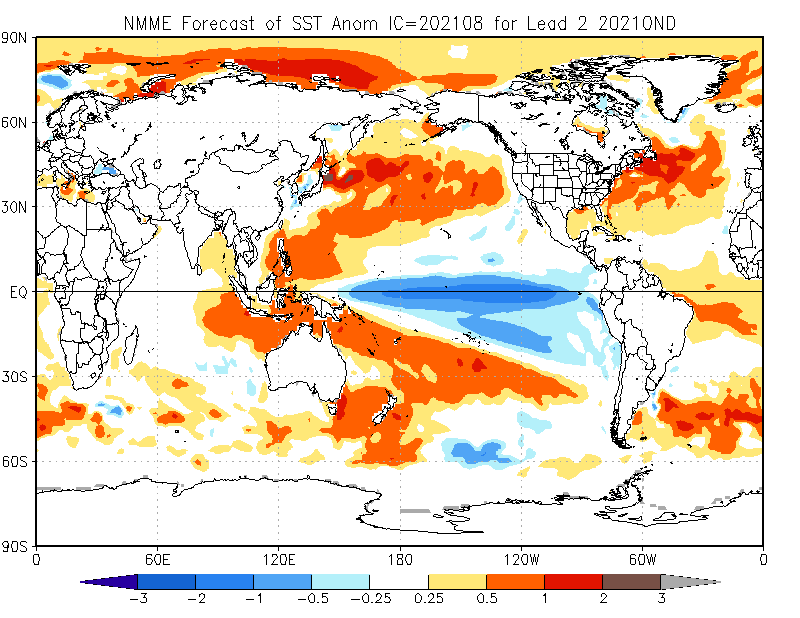 NMME Forecast of SST Anom IC=202108 for Lead 2 2021OND
90N
60N
30N
EQ
30S
60S
90S
0 60E 120E 180 120W 60W 0
-3 -2 -1 -0.5 -0.25 0.25 0.5 1 2 3